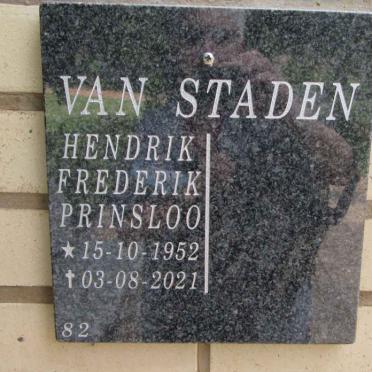 VAN STADEN
HENDRIK
FREDERIK
PRINSLOO
★ 15-10-1952
✝ 03-08-2021
82